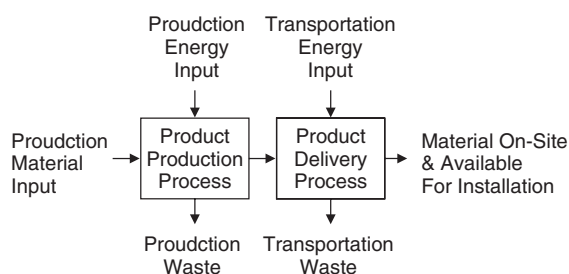 Proudction
Energy
Input
Transportation
Energy
Input
Proudction
Material
Input
Product
Production
Process
Product
Delivery
Process
Material On-Site
& Available
For Installation
Proudction
Waste
Transportation
Waste